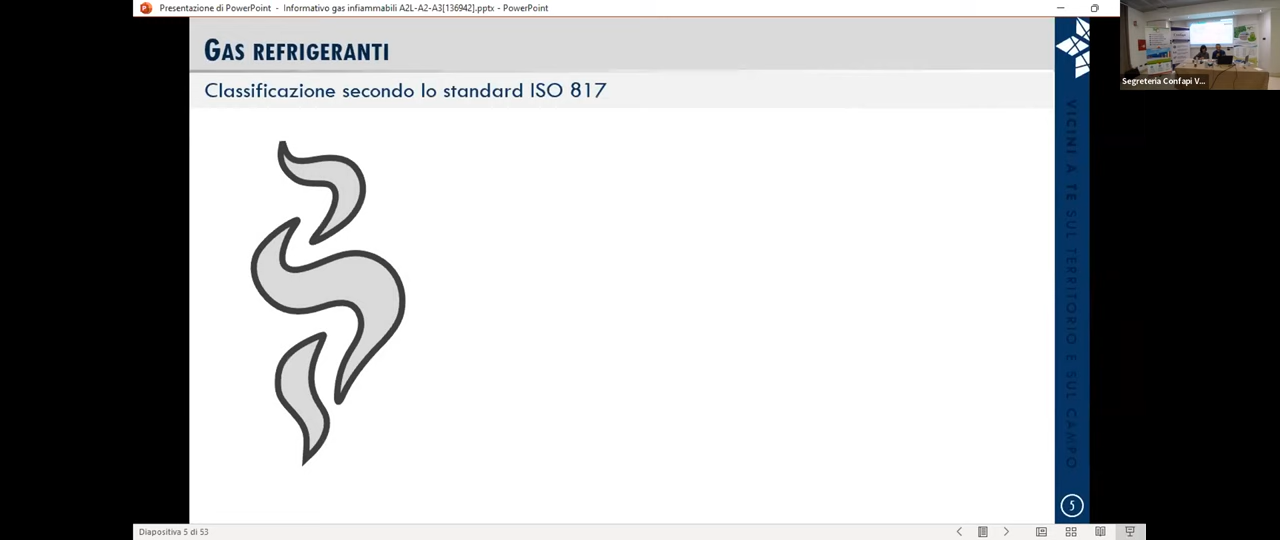 Presentazione di PowerPoint - Informativo gas infiammabili A2L-A2-A3[136942].pptx - PowerPoint
Segreteria Confapi V...
GAS REFRIGERANTI
Classificazione secondo lo standard ISO 817
VICINI A TE SUL TERRITORIO E SUL CAMPO
5
Diapositiva 5 di 53